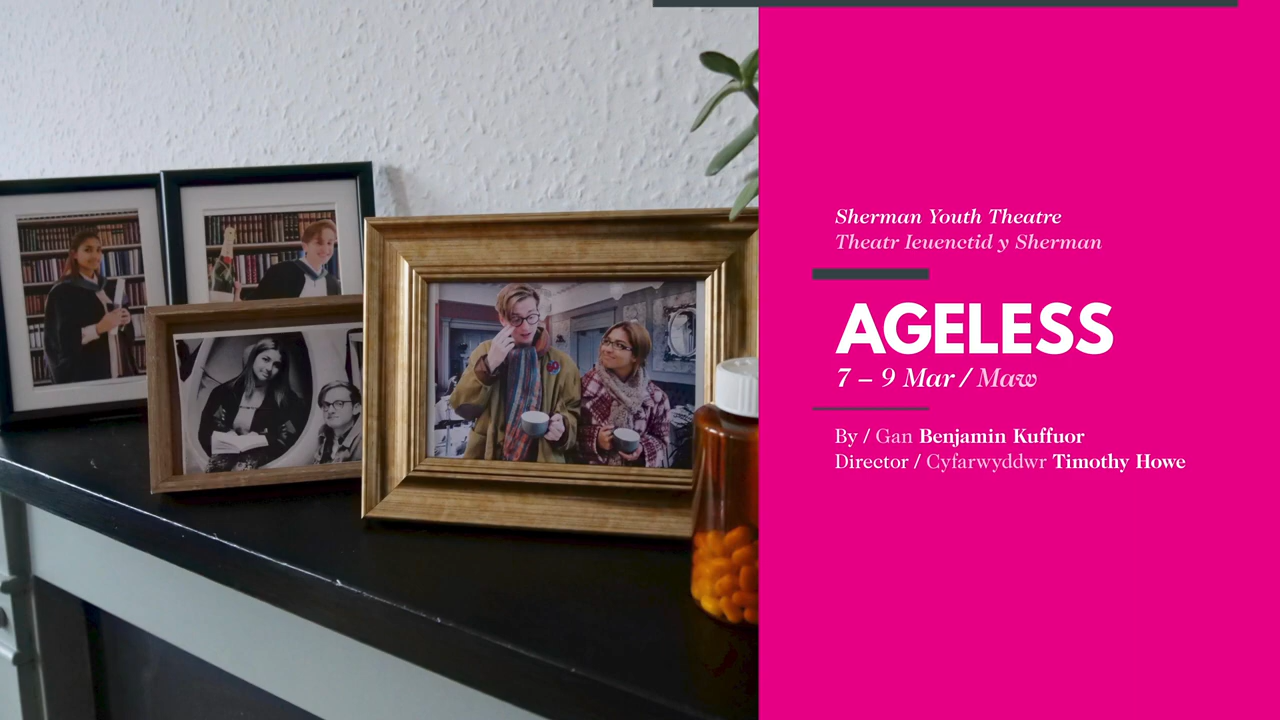 Sherman Youth Theatre
Theatr Ieuenctid y Sherman
AGELESS
7 – 9 Mar / Maw
By / Gan Benjamin Kuffuor
Director / Cyfarwyddwr Timothy Howe